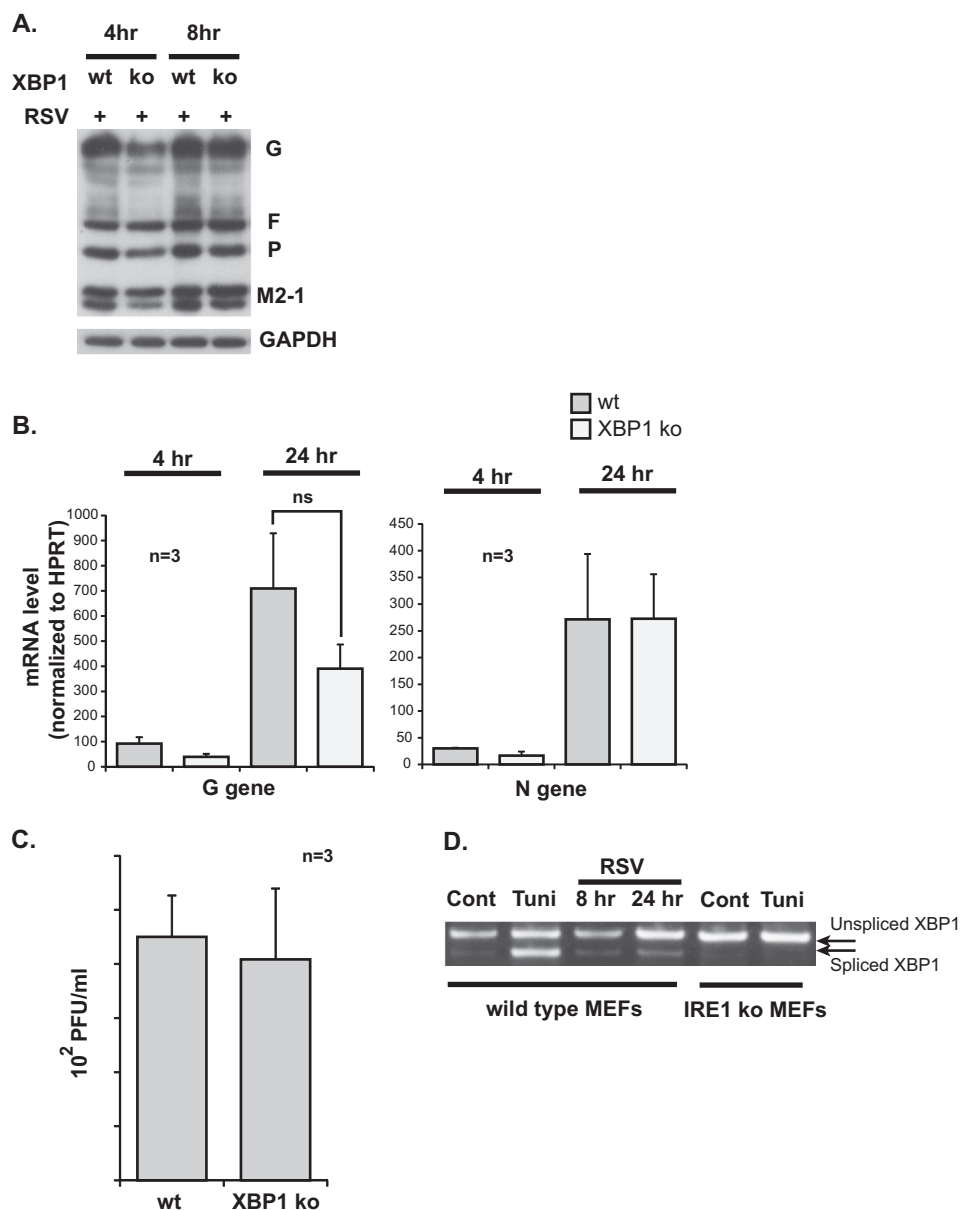 A.
4hr 8hr
XBP1 wt ko wt ko
RSV + + + +
G
F
P
M2-1
GAPDH
wt
XBP1 ko
B.
4 hr 24 hr
ns
n=3
mRNA level
(normalized to HPRT)
1000
900
800
700
600
500
400
300
200
100
0
G gene
4 hr 24 hr
n=3
450
400
350
300
250
200
150
100
50
0
N gene
C.
n=3
10² PFU/ml
wt XBP1 ko
D.
RSV
Cont Tuni 8 hr 24 hr Cont Tuni
Unspliced XBP1
Spliced XBP1
wild type MEFs IRE1 ko MEFs